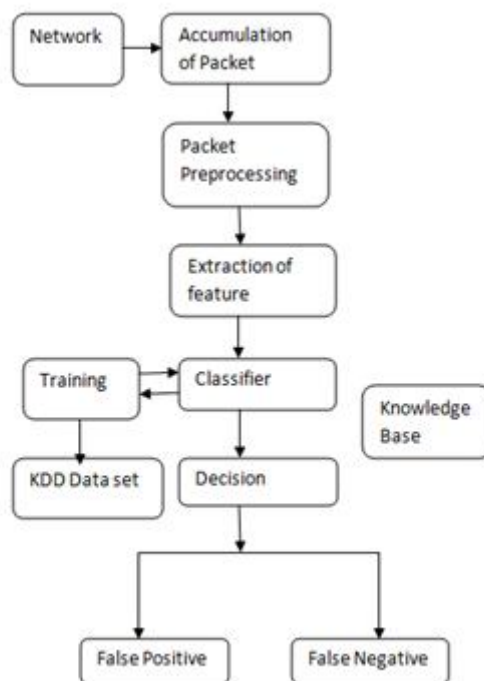 Network
Accumulation
of Packet
Packet
Preprocessing
Extraction of
feature
Training
Classifier
Knowledge
Base
KDD Data set
Decision
False Positive
False Negative